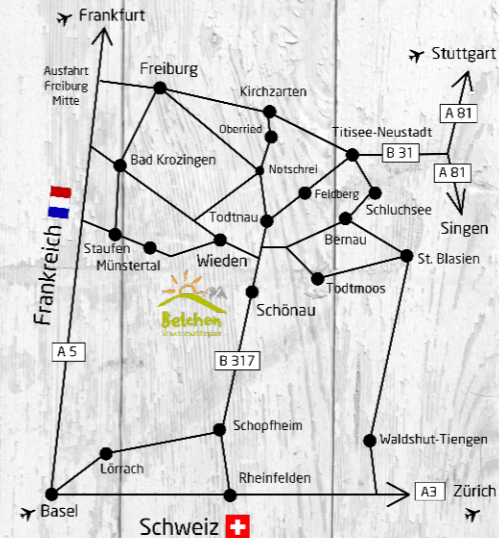 Frankfurt
Stuttgart
Ausfahrt
Freiburg
Mitte
Freiburg
Kirchzarten
A 81
Oberried
Titisee-Neustadt
B 31
Bad Krozingen
Notschrei
A 81
Feldberg
Frankreich
Todtnau
Schluchsee
Singen
Staufen
Münstertal
Wieden
Bernau
St. Blasien
Todtmoos
Belchen
Schönau
A 5
B 317
Schopfheim
Waldshut-Tiengen
Lörrach
Rheinfelden
A3
Zürich
Basel
Schweiz